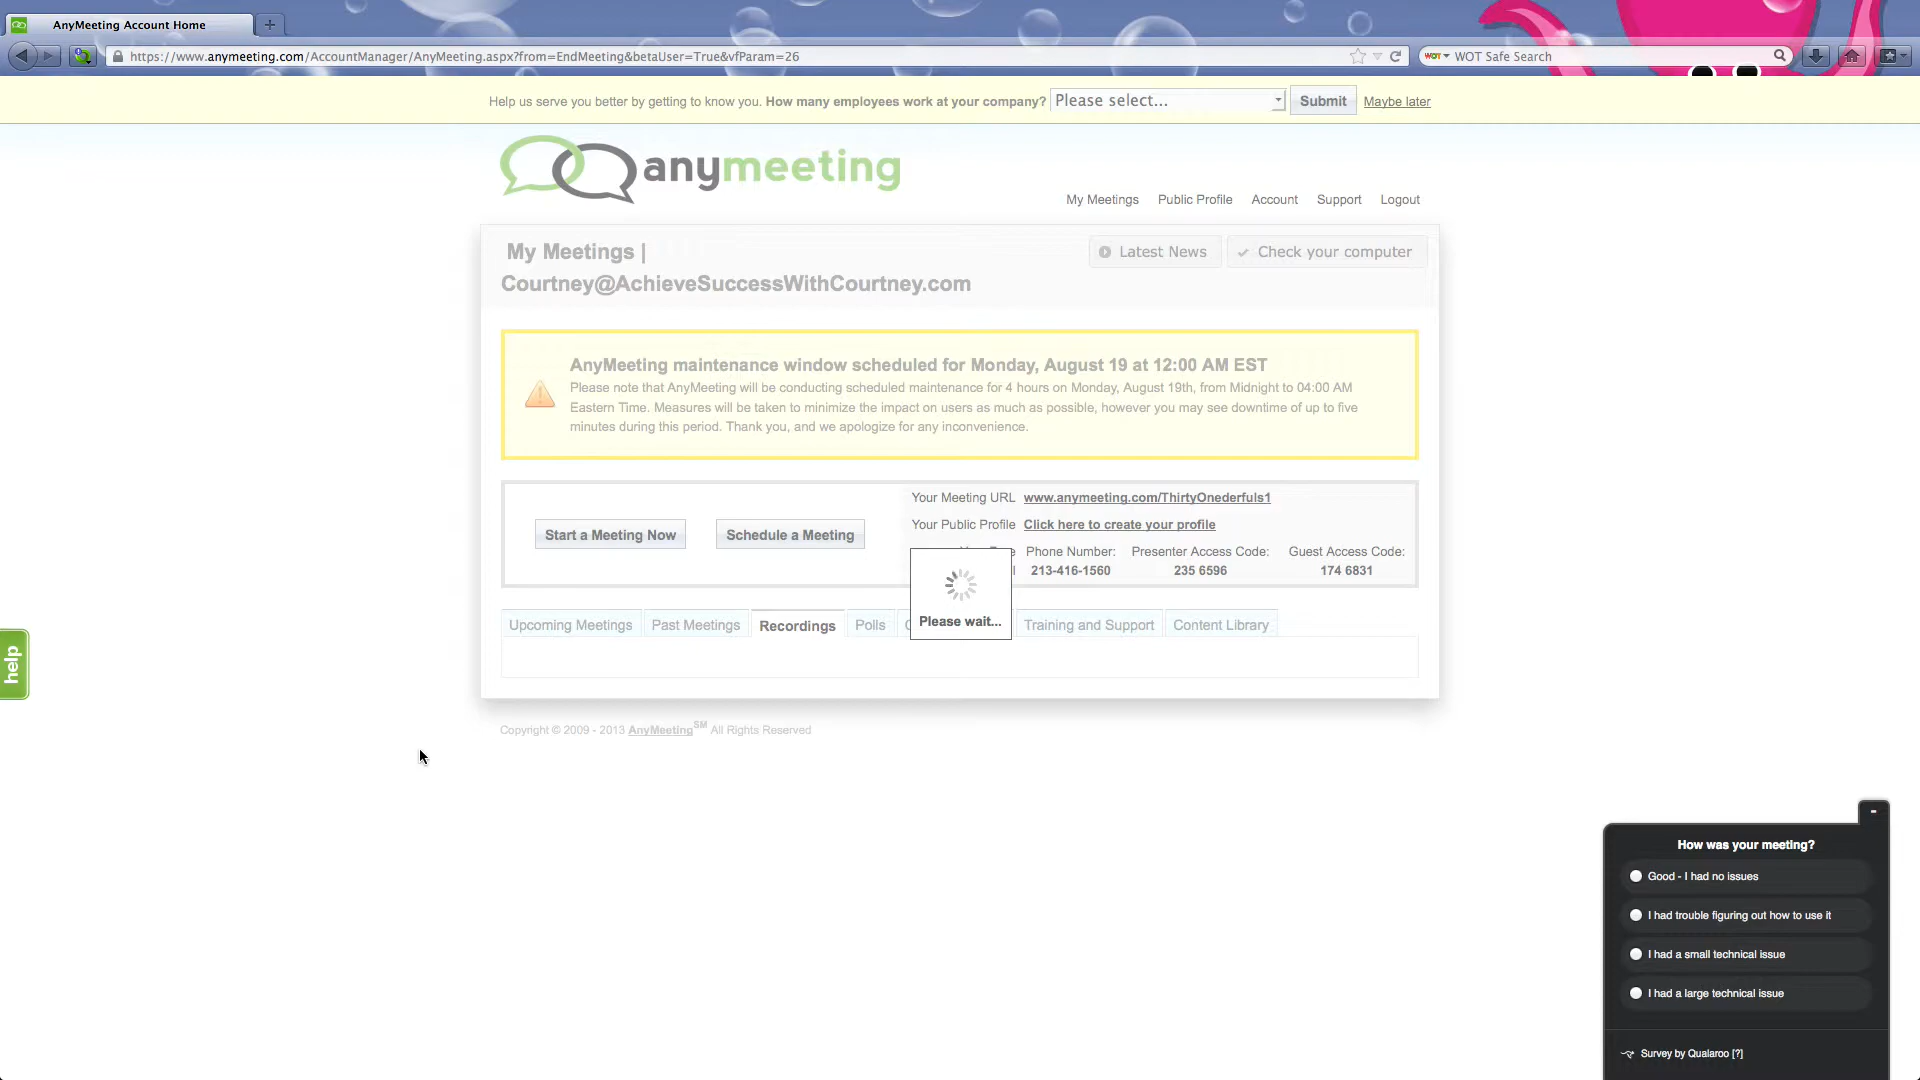 AnyMeeting Account Home
https://www.anymeeting.com/AccountManager/AnyMeeting.aspx?from=EndMeeting&betaUser=True&vfParam=26
WOT WOT Safe Search
Help us serve you better by getting to know you. How many employees work at your company? Please select... Submit Maybe later
anymeeting
My Meetings Public Profile Account Support Logout
My Meetings |
Courtney@AchieveSuccessWithCourtney.com
Latest News Check your computer
AnyMeeting maintenance window scheduled for Monday, August 19 at 12:00 AM EST
Please note that AnyMeeting will be conducting scheduled maintenance for 4 hours on Monday, August 19th, from Midnight to 04:00 AM
Eastern Time. Measures will be taken to minimize the impact on users as much as possible, however you may see downtime of up to five
minutes during this period. Thank you, and we apologize for any inconvenience.
Start a Meeting Now Schedule a Meeting
Your Meeting URL www.anymeeting.com/ThirtyOnederfuls1
Your Public Profile Click here to create your profile
Phone Number: Presenter Access Code: Guest Access Code:
213-416-1560 235 6596 174 6831
Please wait...
Upcoming Meetings Past Meetings Recordings Polls Training and Support Content Library
help
Copyright © 2009 - 2013 AnyMeeting SM All Rights Reserved
How was your meeting?
Good - I had no issues
I had trouble figuring out how to use it
I had a small technical issue
I had a large technical issue
Survey by Qualaroo [?]